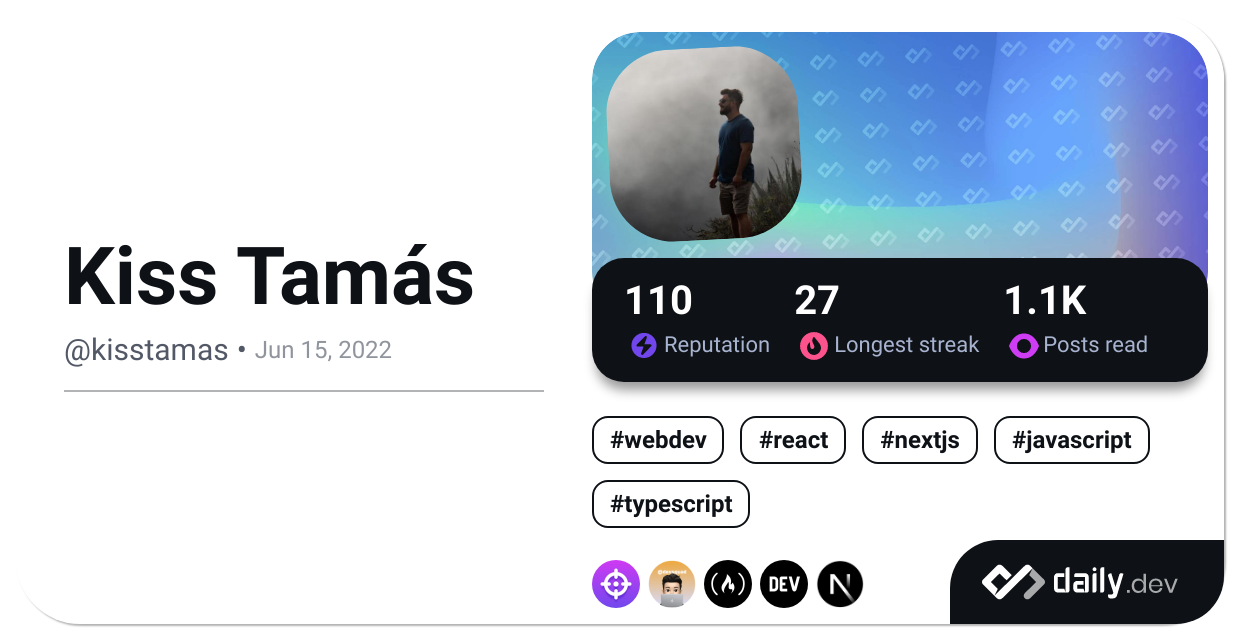 Kiss Tamás
@kisstamas • Jun 15, 2022
110 27 1.1K
Reputation Longest streak Posts read
#webdev #react #nextjs #javascript
#typescript
DEV N
daily.dev